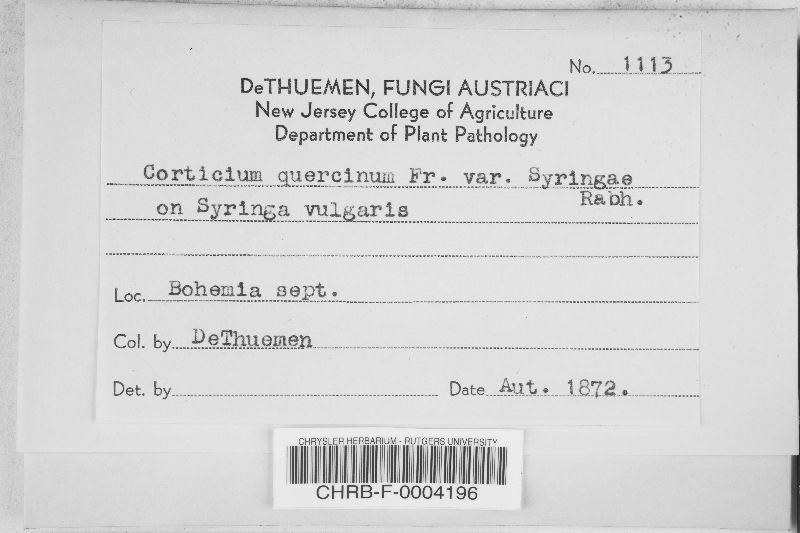 No. 1113
DeTHUEMEN, FUNGI AUSTRIACI
New Jersey College of Agriculture
Department of Plant Pathology
Corticium quercinum Fr. var. Syringae
Rabh.
on Syringa vulgaris
Loc. Bohemia sept.
Col. by DeThuemen
Det. by
Date Aut. 1872.
CHRYSLER HERBARIUM - RUTGERS UNIVERSITY
CHRB-F-0004196